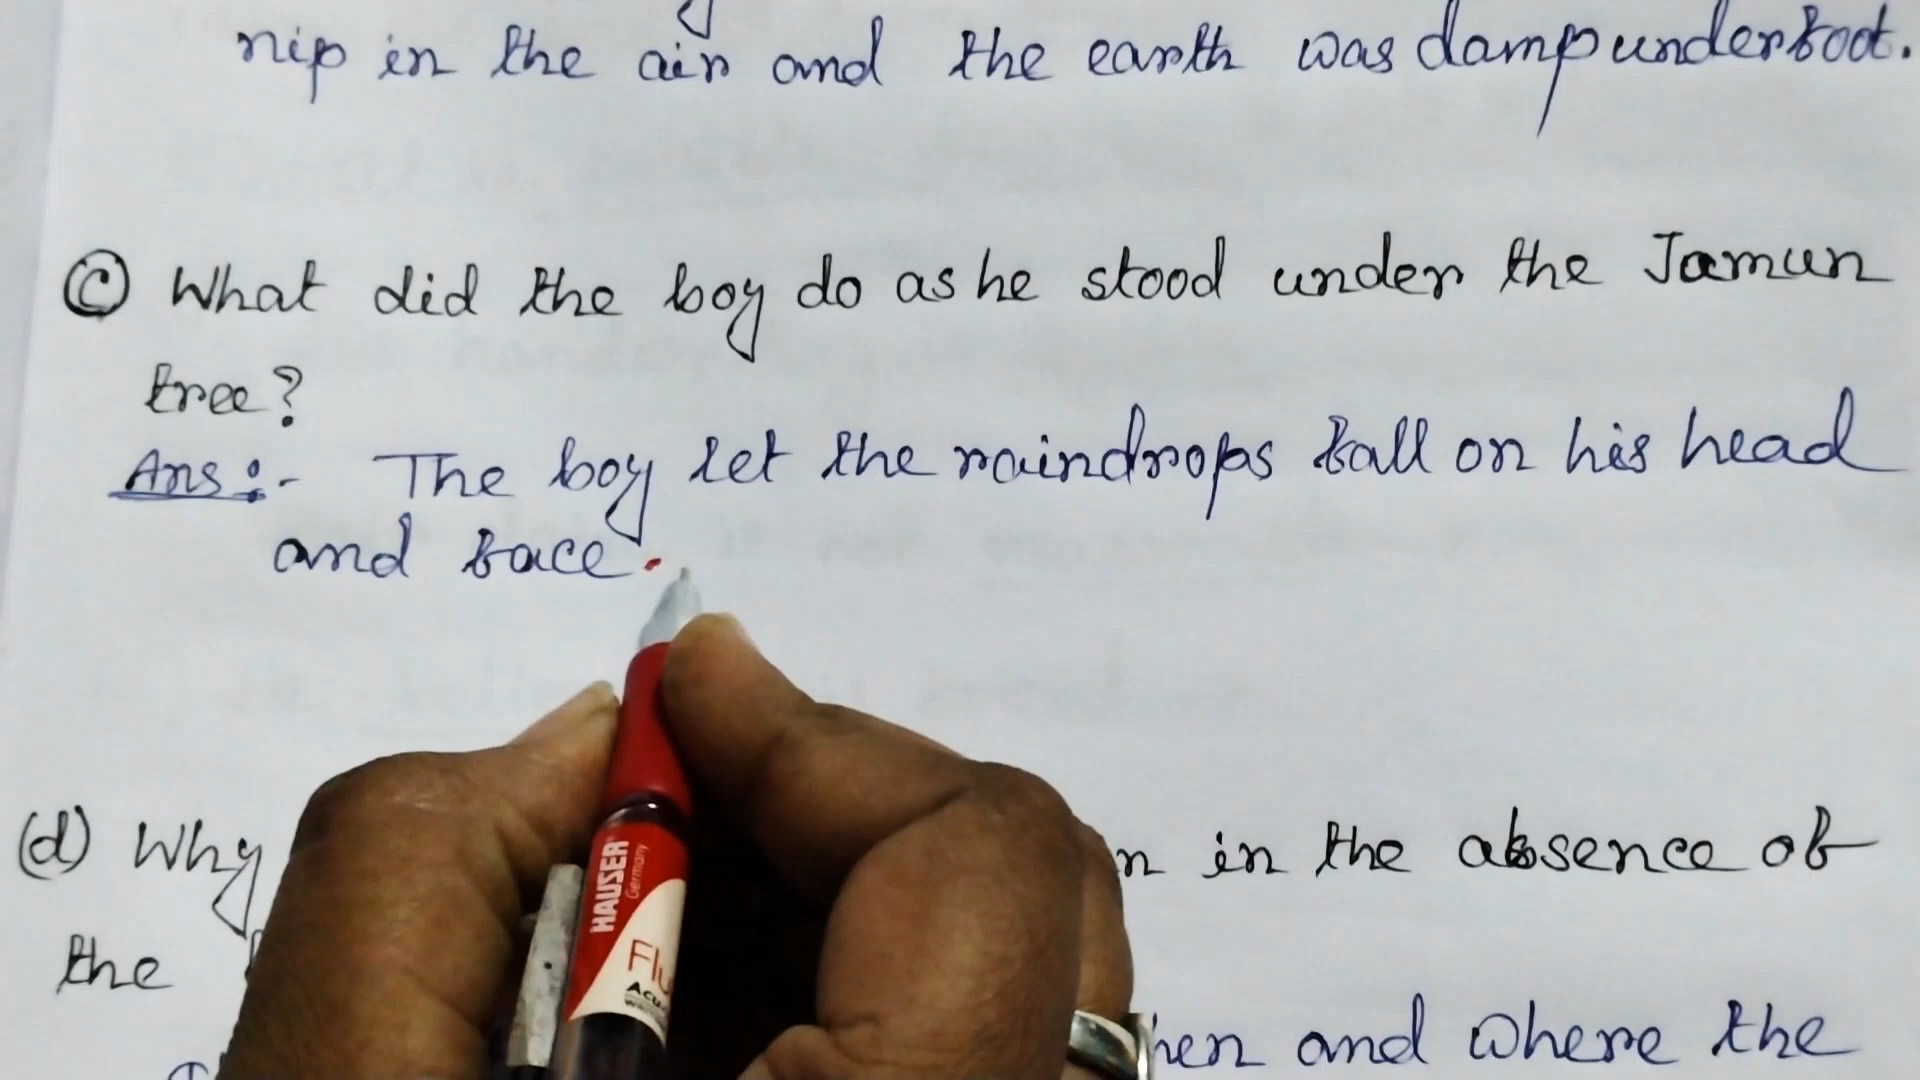 nip in the air and the earth was damp underfoot.
© What did the boy do as he stood under the Jamun
tree?
Ans:- The boy let the raindrops fall on his head
and face.
(d) Why in the absence of
the
and where the
HAUSER
Germany